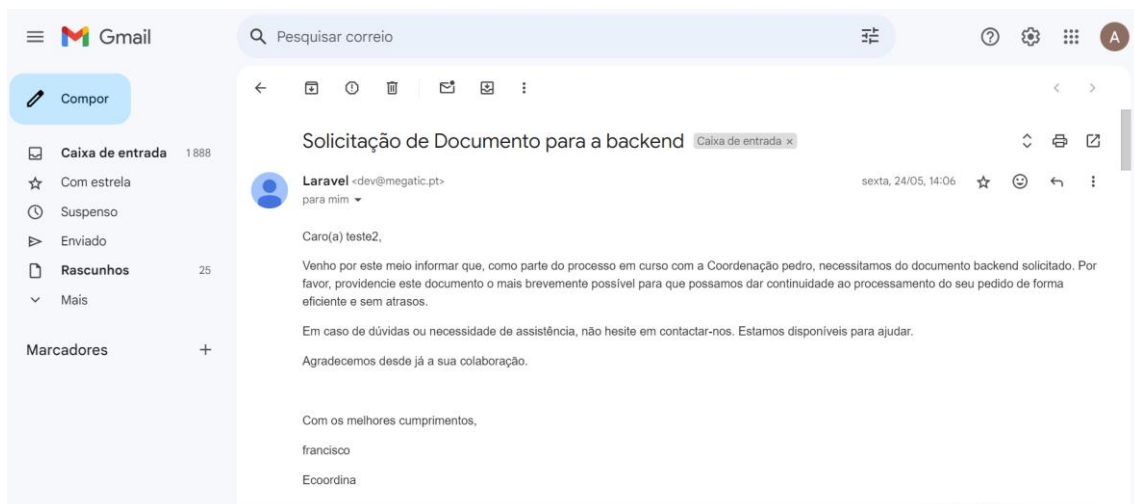 Gmail
Pesquisar correio
A
Compor
Caixa de entrada 1 888
Com estrela
Suspenso
Enviado
Rascunhos 25
Mais
Marcadores
Solicitação de Documento para a backend Caixa de entrada ×
Laravel <dev@megatic.pt>
sexta, 24/05, 14:06
para mim
Caro(a) teste2,
Venho por este meio informar que, como parte do processo em curso com a Coordenação pedro, necessitamos do documento backend solicitado. Por
favor, providencie este documento o mais brevemente possível para que possamos dar continuidade ao processamento do seu pedido de forma
eficiente e sem atrasos.
Em caso de dúvidas ou necessidade de assistência, não hesite em contactar-nos. Estamos disponíveis para ajudar.
Agradecemos desde já a sua colaboração.
Com os melhores cumprimentos,
francisco
Ecoordina